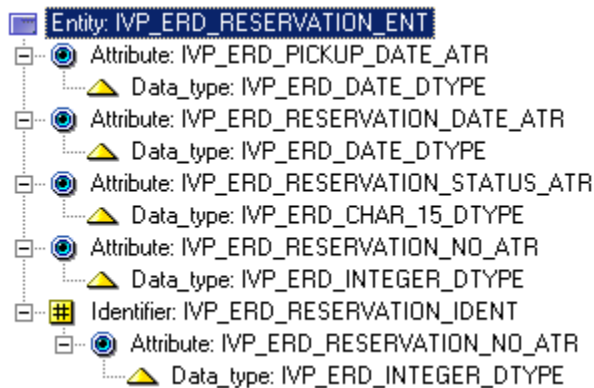 Entity: IVP_ERD_RESERVATION_ENT
Attribute: IVP_ERD_PICKUP_DATE_ATR
Data_type: IVP_ERD_DATE_DTYPE
Attribute: IVP_ERD_RESERVATION_DATE_ATR
Data_type: IVP_ERD_DATE_DTYPE
Attribute: IVP_ERD_RESERVATION_STATUS_ATR
Data_type: IVP_ERD_CHAR_15_DTYPE
Attribute: IVP_ERD_RESERVATION_NO_ATR
Data_type: IVP_ERD_INTEGER_DTYPE
# Identifier: IVP_ERD_RESERVATION_IDENT
Attribute: IVP_ERD_RESERVATION_NO_ATR
Data_type: IVP_ERD_INTEGER_DTYPE